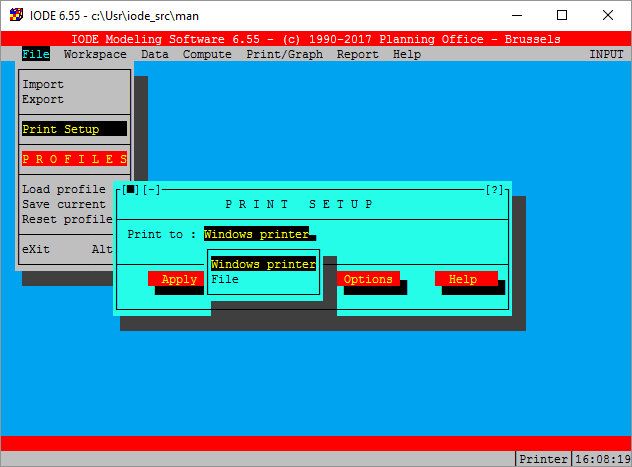 IODE 6.55 - c:\Usr\iode_src\man
IODE Modeling Software 6.55 - (c) 1990-2017 Planning Office - Brussels
File Workspace Data Compute Print/Graph Report Help INPUT
Import
Export
Print Setup
P R O F I L E S
Load profile
Save current
Reset profile
eXit Alt
[■][-] [?]
P R I N T   S E T U P
Print to : Windows printer_
Windows printer
File
Apply Options Help
Printer 16:08:19